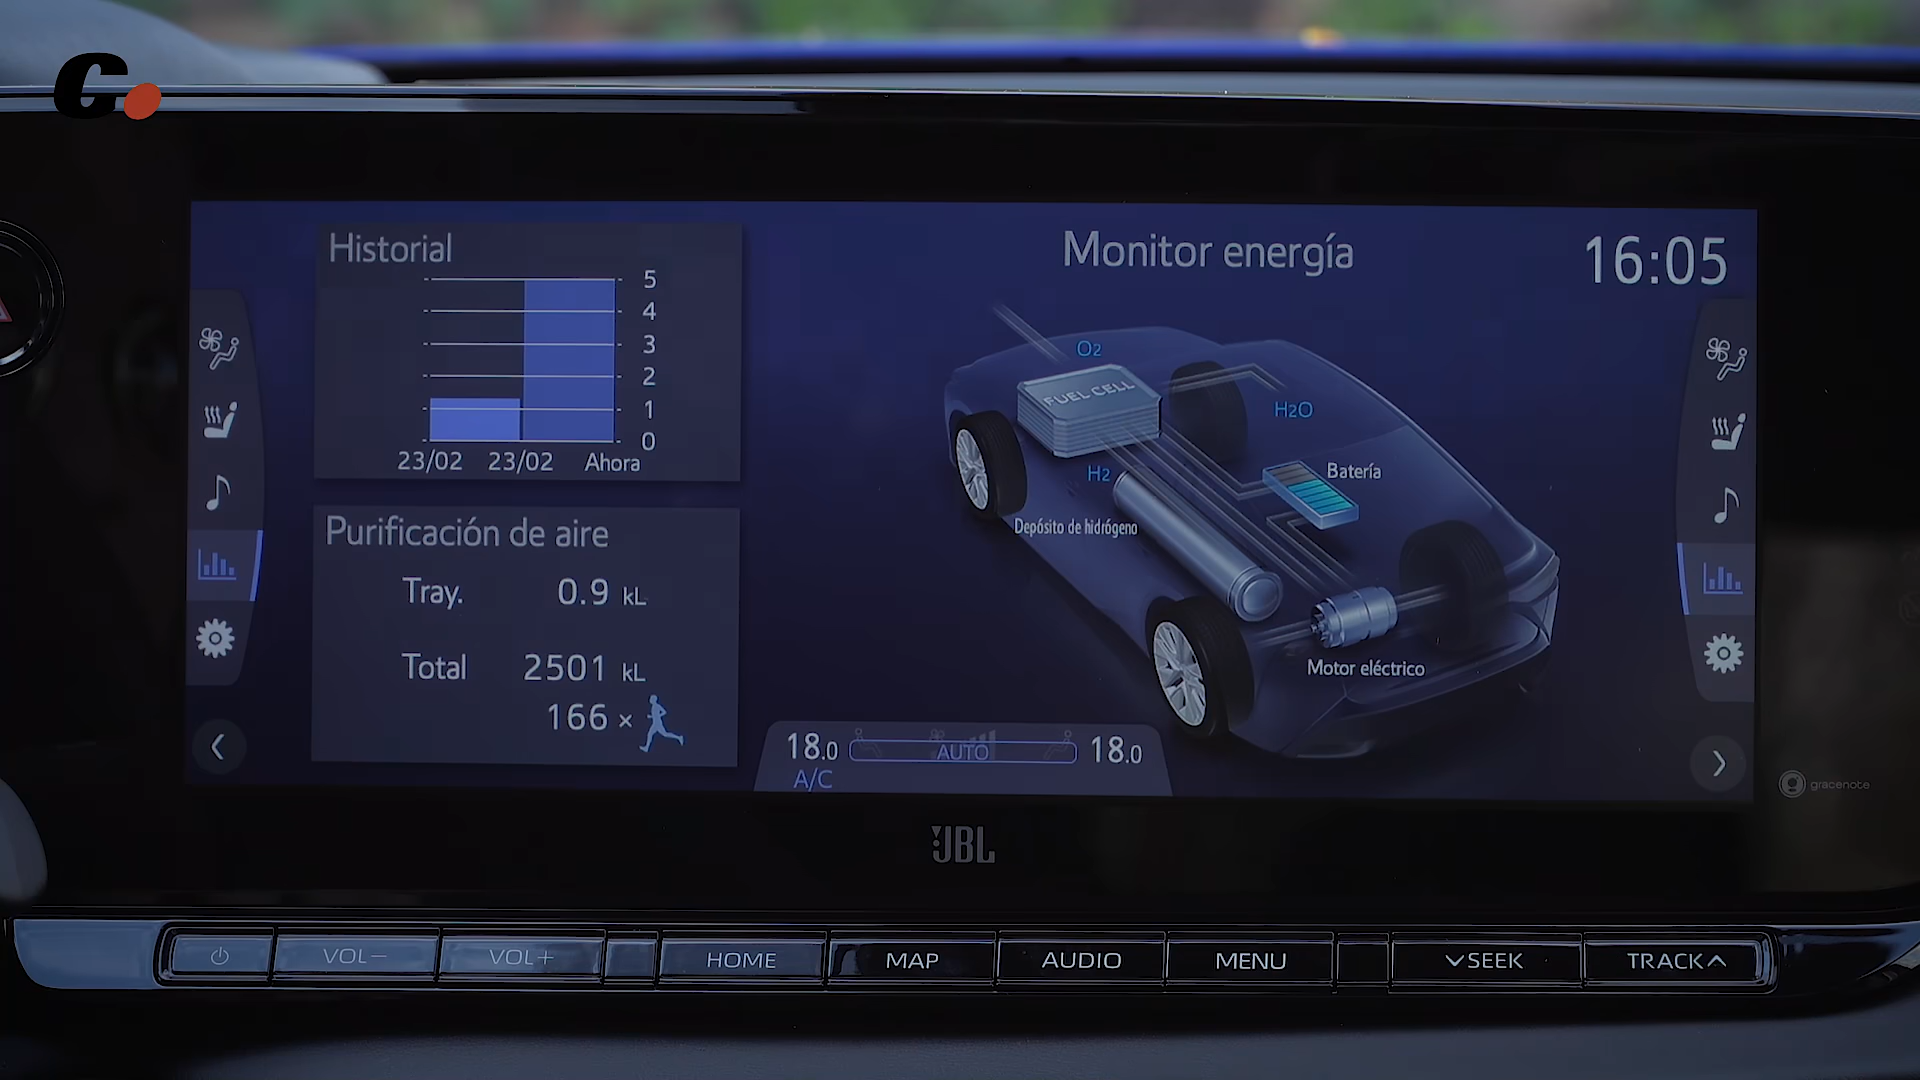 C.
Historial
5
4
3
2
1
0
23/02 23/02 Ahora
Purificación de aire
Tray. 0.9 kL
Total 2501 kL
166 ×
Monitor energía
16:05
O2
FUEL CELL
H2O
H2
Batería
Depósito de hidrógeno
Motor eléctrico
18.0 AUTO 18.0
A/C
gracenote
JBL
VOL− VOL+ HOME MAP AUDIO MENU SEEK TRACK